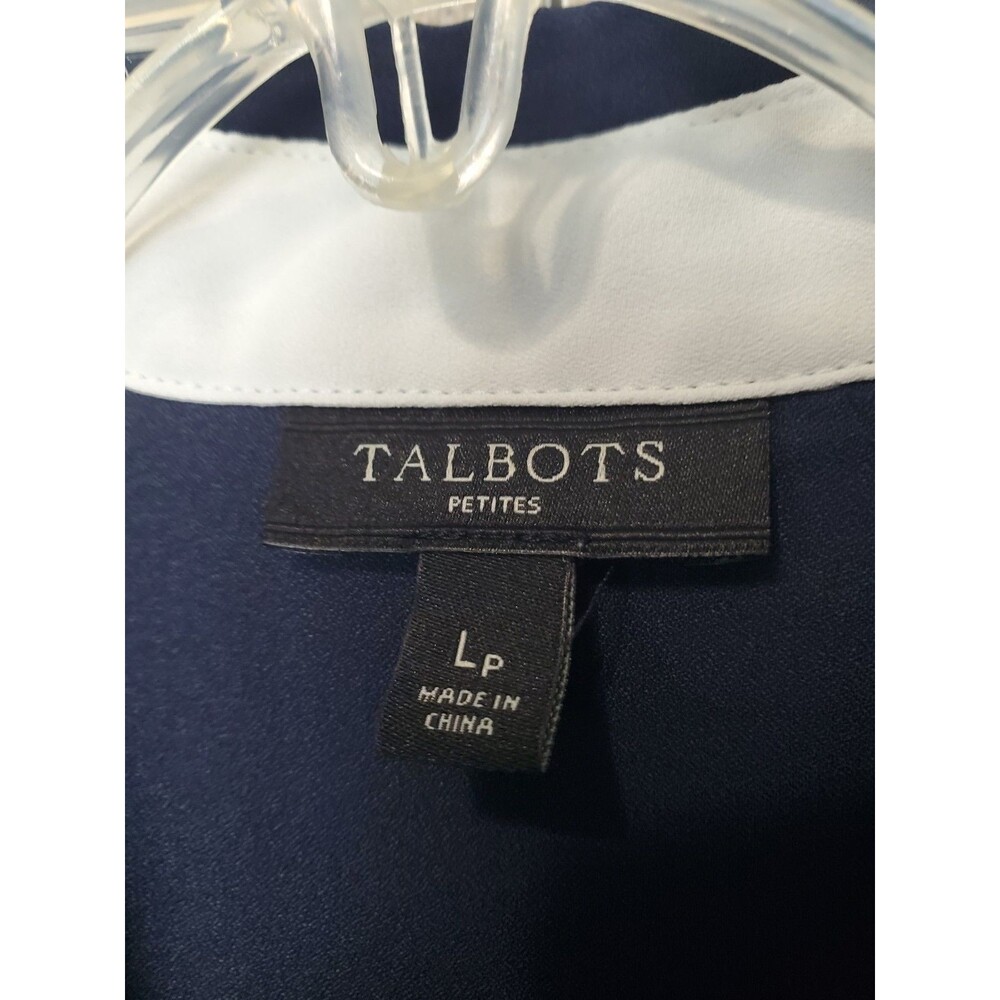 TALBOTS
PETITES
LP
MADE IN
CHINA